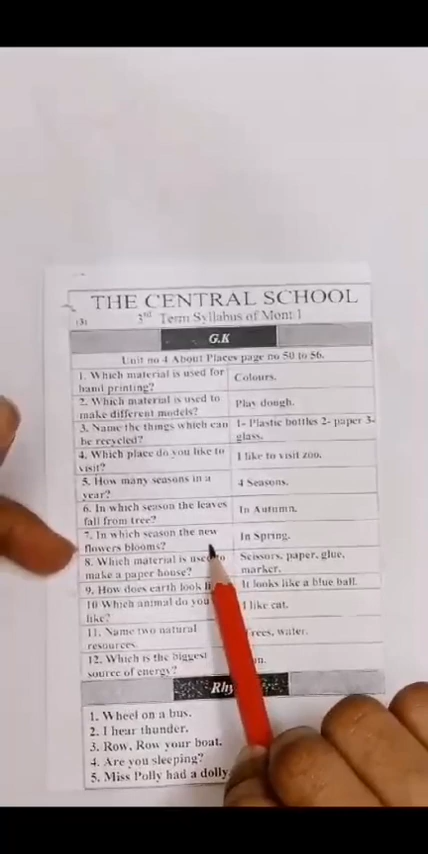 THE CENTRAL SCHOOL
(3) 3rd Term Syllabus of Mont 1
G.K
Unit no 4 About Places page no 50 to 56.
1. Which material is used for
hand printing?
Colours.
2. Which material is used to
make different models?
Play dough.
3. Name the things which can
be recycled?
1- Plastic bottles 2- paper 3-
glass.
4. Which place do you like to
visit?
I like to visit zoo.
5. How many seasons in a
year?
4 Seasons.
6. In which season the leaves
fall from tree?
In Autumn.
7. In which season the new
flowers blooms?
In Spring.
8. Which material is used to
make a paper house?
Scissors, paper, glue,
marker.
9. How does earth look
It looks like a blue ball.
10 Which animal do you
like?
I like cat.
11. Name two natural
resources.
Trees, water.
12. Which is the biggest
source of energy?
1. Wheel on a bus.
2. I hear thunder.
3. Row, Row your boat.
4. Are you sleeping?
5. Miss Polly had a dolly